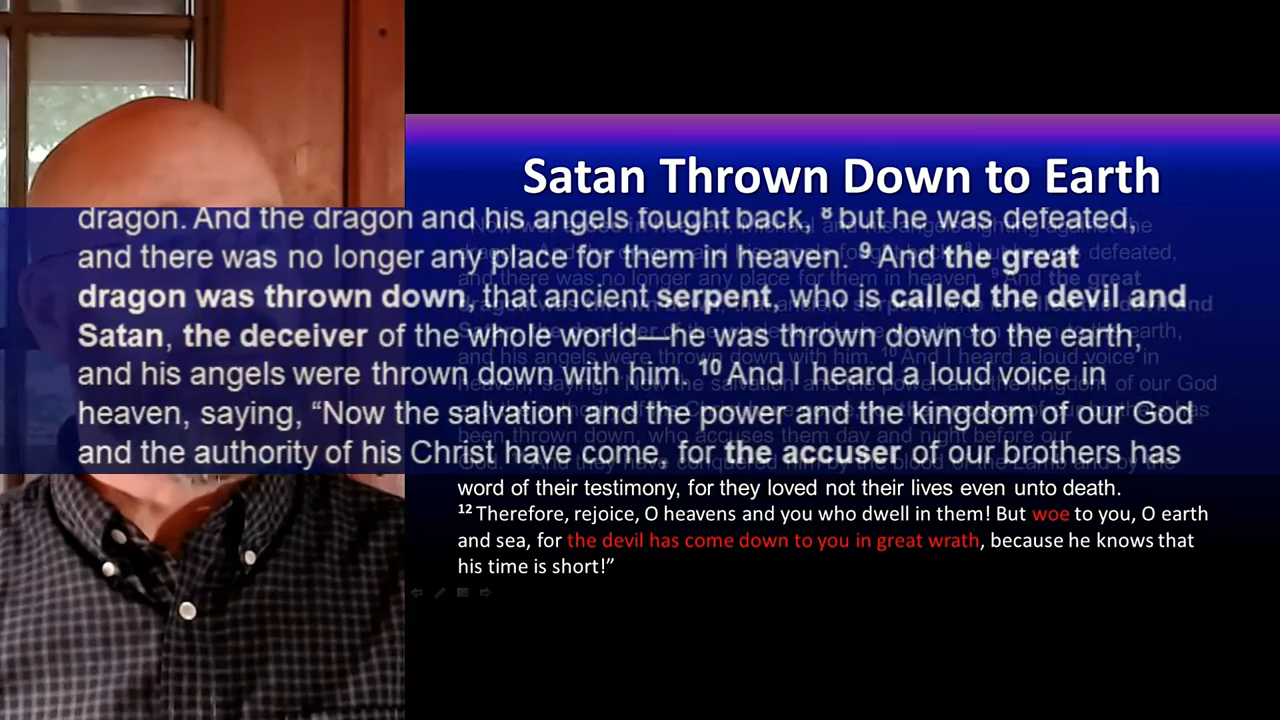 Satan Thrown Down to Earth
dragon. And the dragon and his angels fought back, 8 but he was defeated,
and there was no longer any place for them in heaven. 9 And the great
dragon was thrown down, that ancient serpent, who is called the devil and
Satan, the deceiver of the whole world—he was thrown down to the earth,
and his angels were thrown down with him. 10 And I heard a loud voice in
heaven, saying, “Now the salvation and the power and the kingdom of our God
and the authority of his Christ have come, for the accuser of our brothers has
word of their testimony, for they loved not their lives even unto death.
12 Therefore, rejoice, O heavens and you who dwell in them! But woe to you, O earth
and sea, for the devil has come down to you in great wrath, because he knows that
his time is short!”